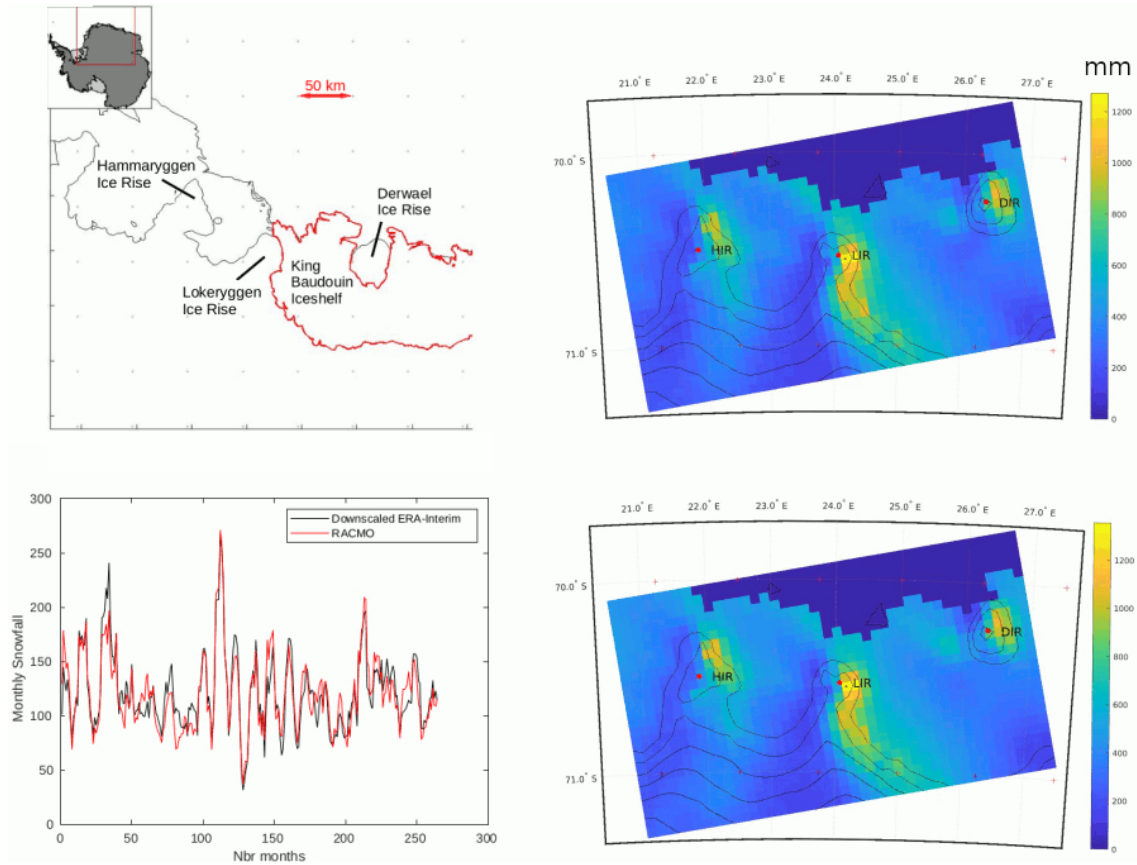 50 km
Hammaryggen
Ice Rise
Derwael
Ice Rise
Lokeryggen
Ice Rise
King
Baudouin
Iceshelf
mm
21.0° E 22.0° E 23.0° E 24.0° E 25.0° E 26.0° E 27.0° E
70.0° S
71.0° S
HIR
LIR
DIR
1200
1000
800
600
400
200
0
300
250
200
150
100
50
0
0 50 100 150 200 250 300
Monthly Snowfall
Nbr months
Downscaled ERA-Interim
RACMO
21.0° E 22.0° E 23.0° E 24.0° E 25.0° E 26.0° E 27.0° E
70.0° S
71.0° S
HIR
LIR
DIR
1200
1000
800
600
400
200
0